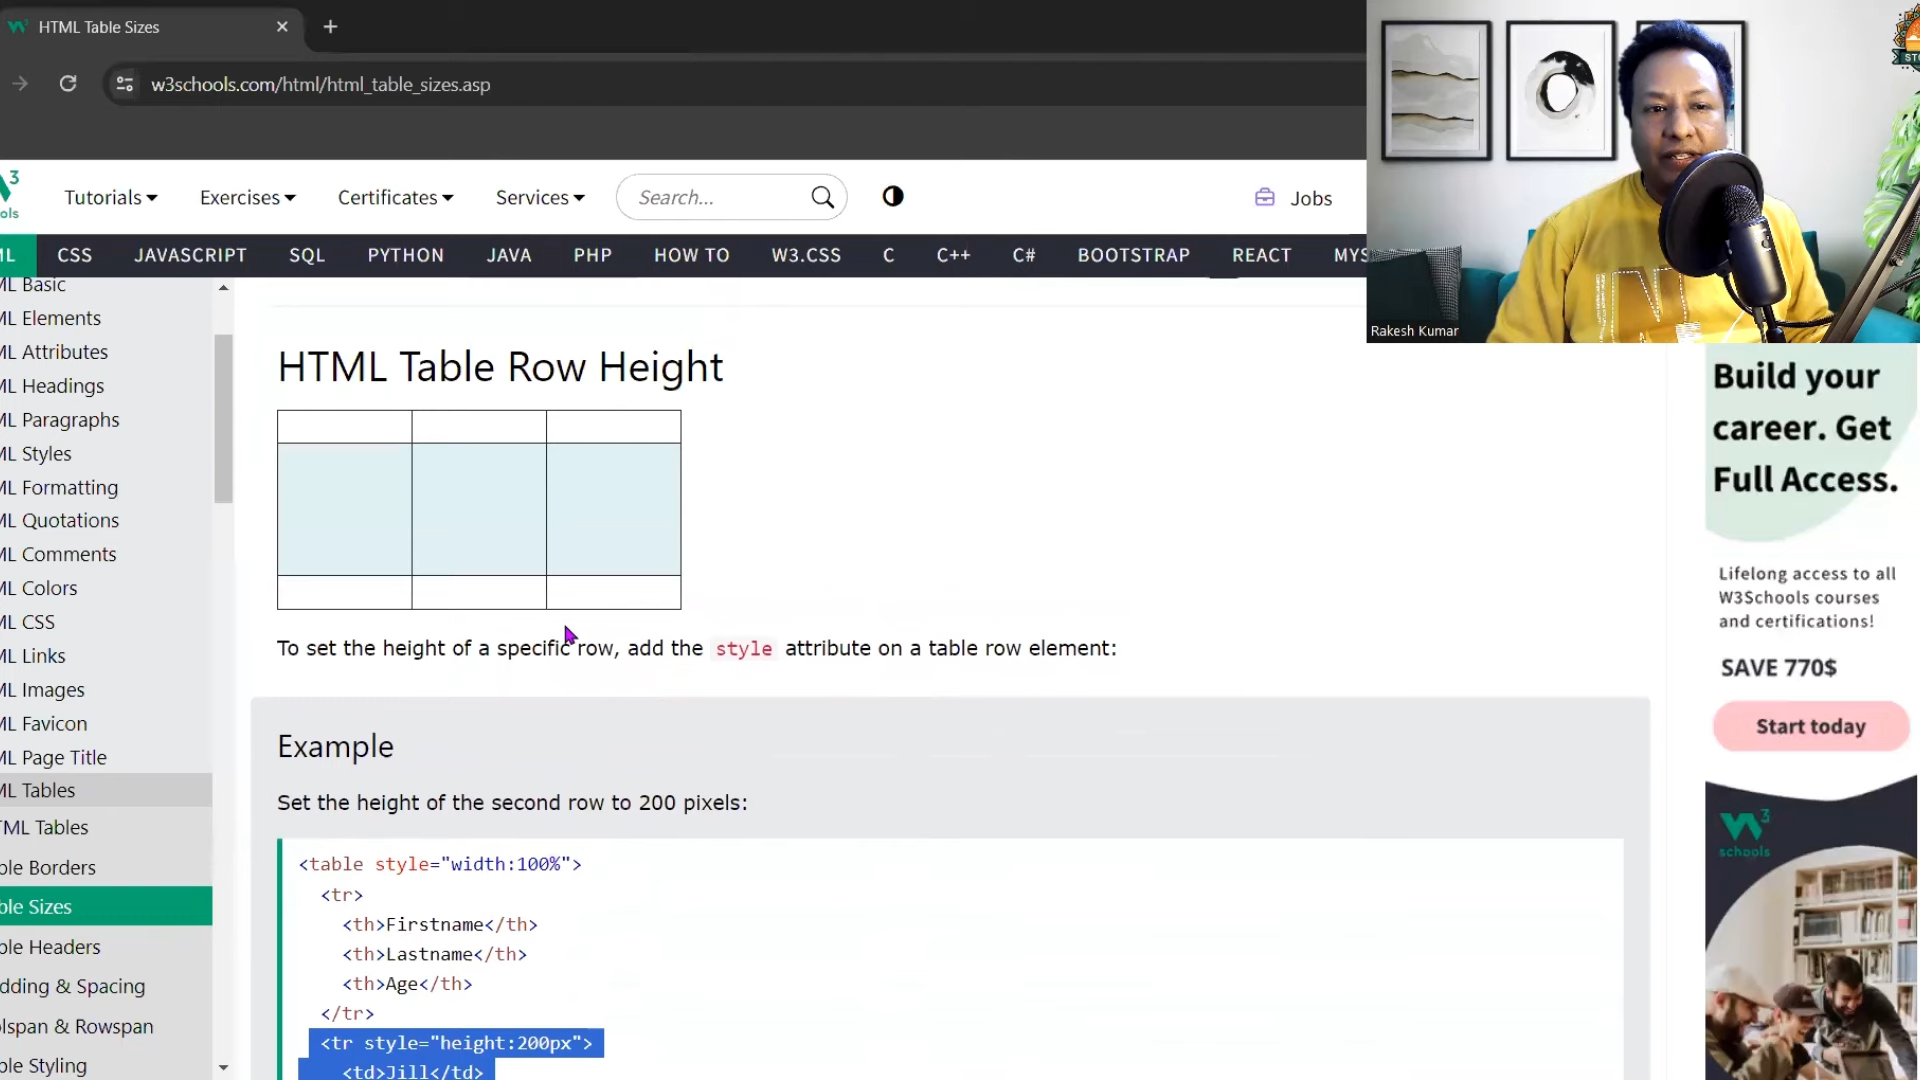 HTML Table Sizes
w3schools.com/html/html_table_sizes.asp
3
ols
Tutorials
Exercises
Certificates
Services
Search...
Jobs
ML
CSS
JAVASCRIPT
SQL
PYTHON
JAVA
PHP
HOW TO
W3.CSS
C
C++
C#
BOOTSTRAP
REACT
MYS
Rakesh Kumar
ML Basic
ML Elements
ML Attributes
ML Headings
ML Paragraphs
ML Styles
ML Formatting
ML Quotations
ML Comments
ML Colors
ML CSS
ML Links
ML Images
ML Favicon
ML Page Title
ML Tables
TML Tables
ble Borders
ble Sizes
ble Headers
dding & Spacing
olspan & Rowspan
ble Styling
HTML Table Row Height
To set the height of a specific row, add the style attribute on a table row element:
Example
Set the height of the second row to 200 pixels:
<table style="width:100%">
<tr>
<th>Firstname</th>
<th>Lastname</th>
<th>Age</th>
</tr>
<tr style="height:200px">
<td>Jill</td>
Build your
career. Get
Full Access.
Lifelong access to all
W3Schools courses
and certifications!
SAVE 770$
Start today
3
schools